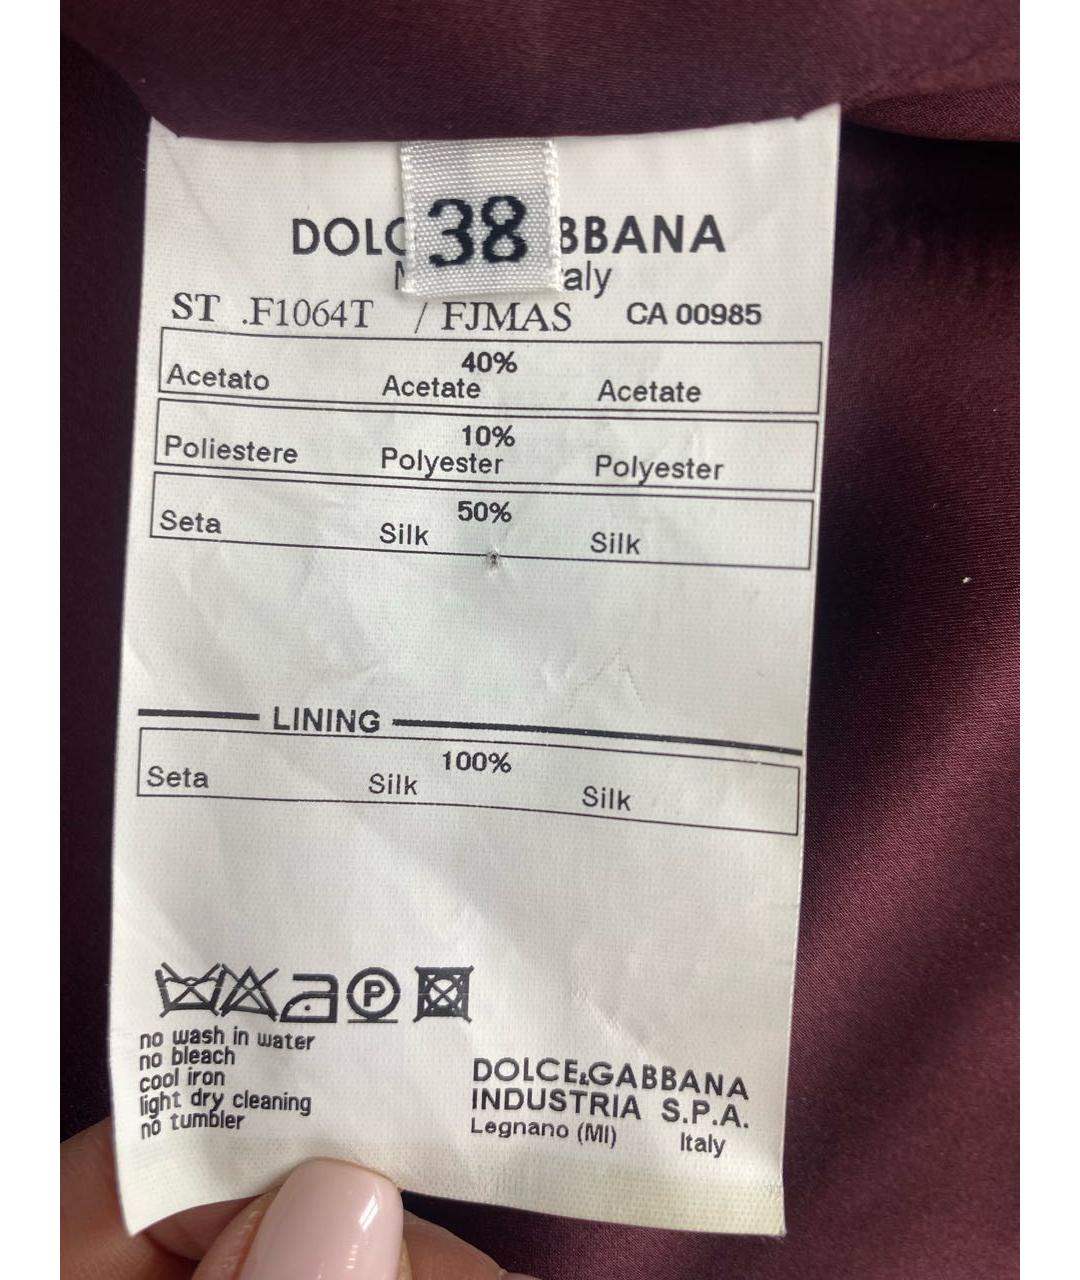 38
DOLC BBANA
aly
ST .F1064T / FJMAS CA 00985
40%
Acetato Acetate Acetate
10%
Poliestere Polyester Polyester
50%
Seta Silk Silk
LINING
100%
Seta Silk Silk
P
no wash in water
no bleach
cool iron
light dry cleaning
no tumbler
DOLCE&GABBANA
INDUSTRIA S.P.A.
Legnano (MI) Italy